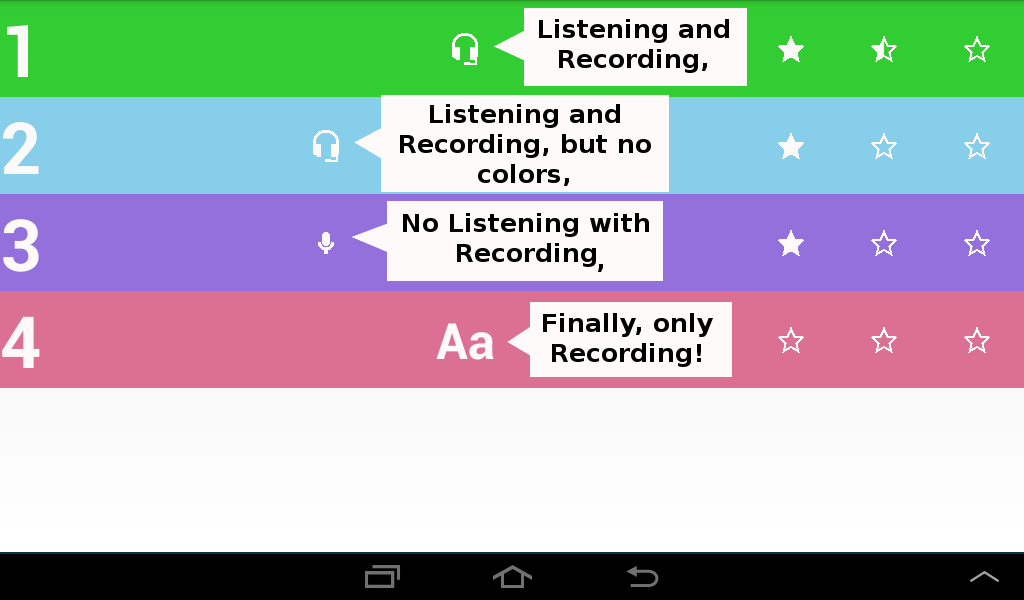 1
Listening and
Recording,
2
Listening and
Recording, but no
colors,
3
No Listening with
Recording,
4
Aa
Finally, only
Recording!